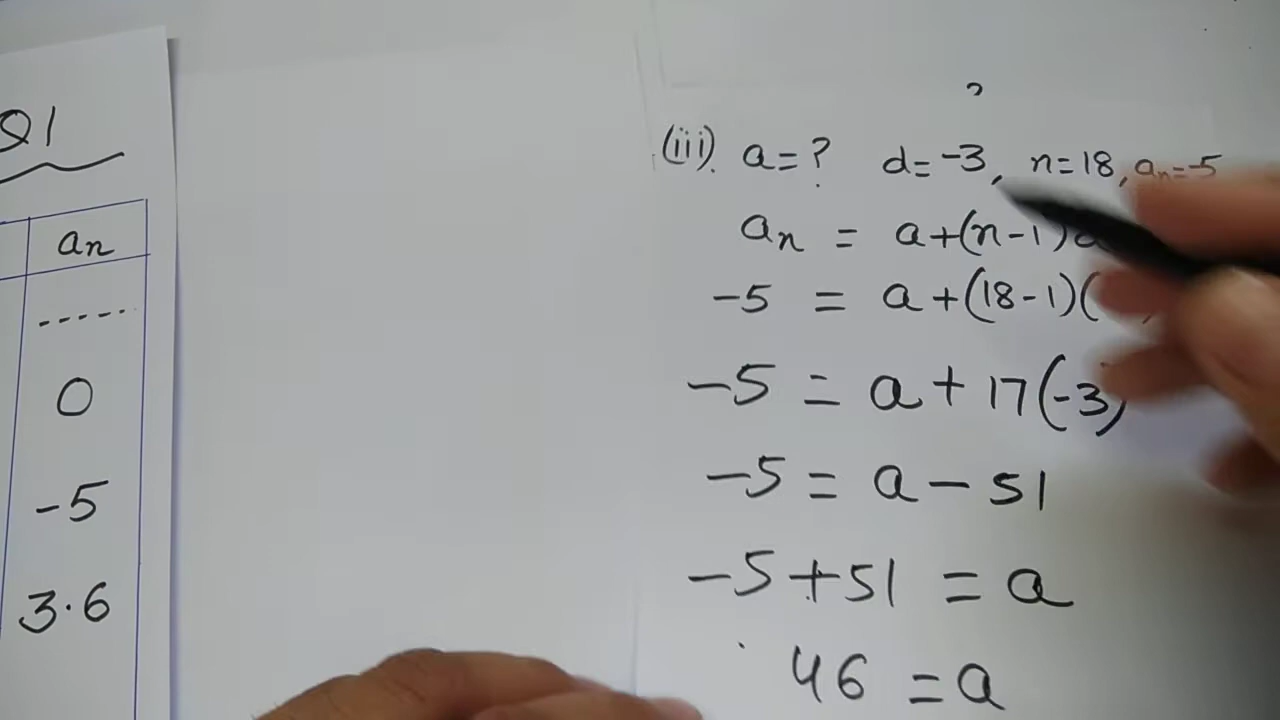 Q1
an
-----
0
-5
3.6
(iii). a=? d=-3, n=18, an=-5
an = a+(n-1)d
-5 = a+(18-1)(
-5 = a+17(-3)
-5 = a-51
-5+51 = a
46 = a